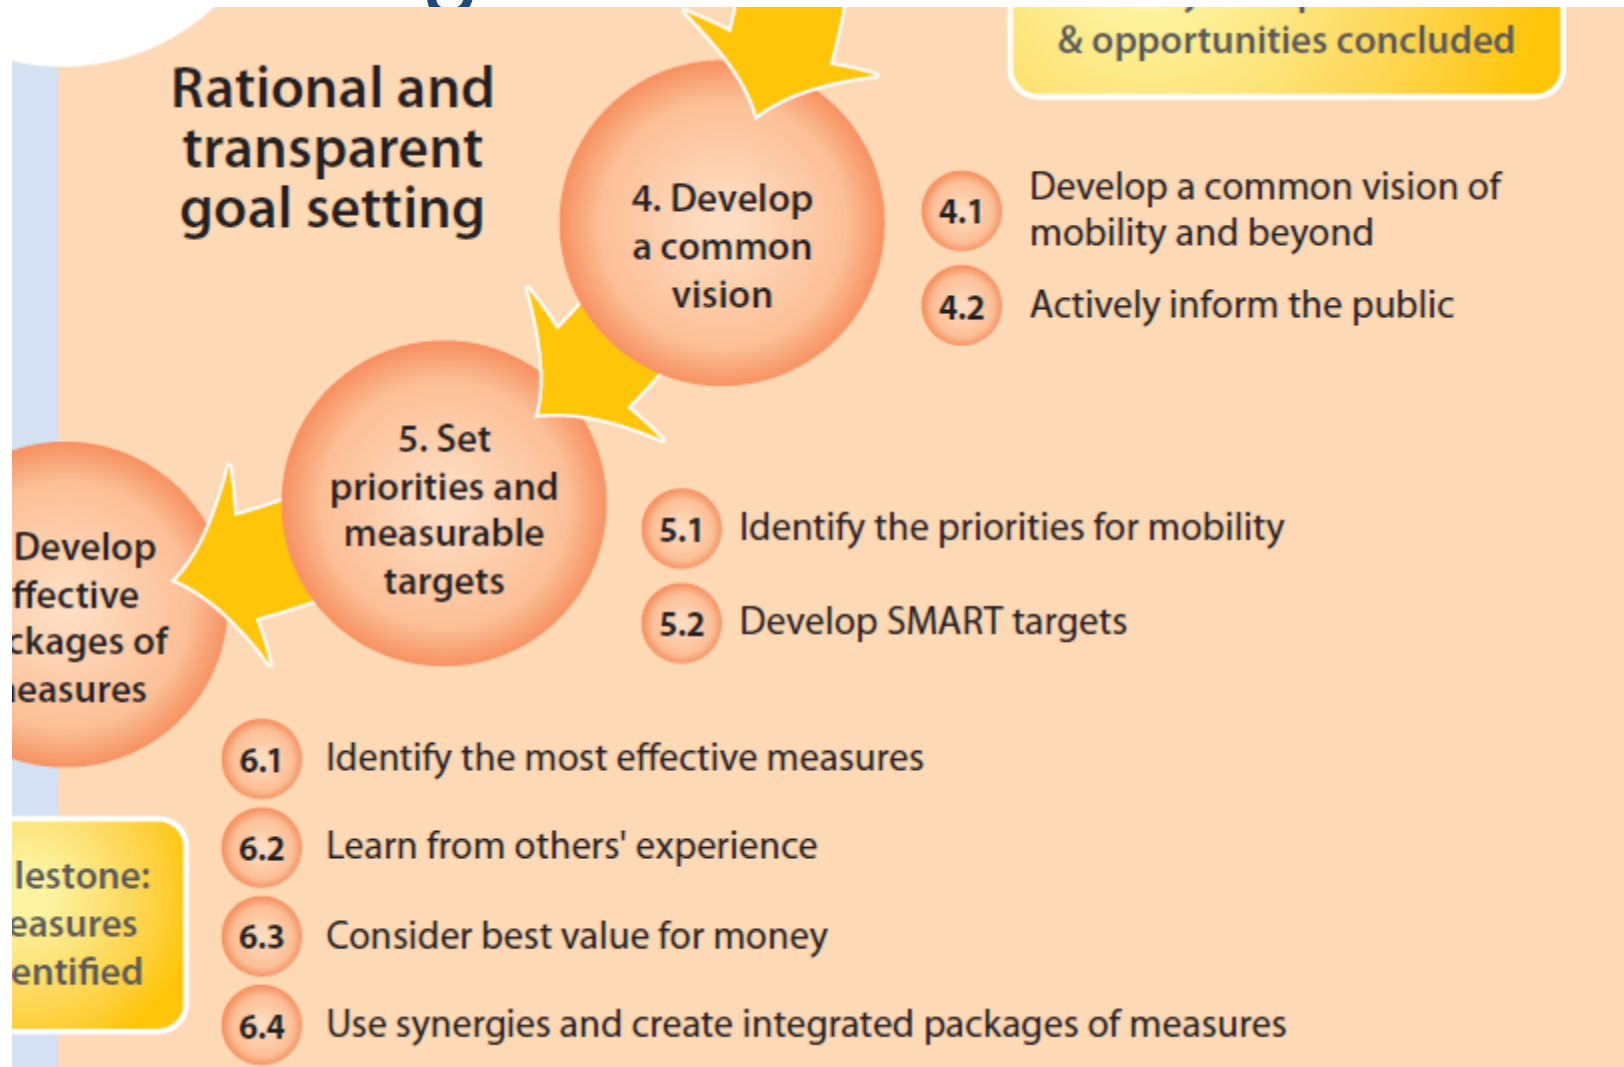 & opportunities concluded
Rational and
transparent
goal setting
4. Develop
a common
vision
4.1 Develop a common vision of
mobility and beyond
4.2 Actively inform the public
5. Set
priorities and
measurable
targets
5.1 Identify the priorities for mobility
5.2 Develop SMART targets
Develop
ffective
ckages of
easures
6.1 Identify the most effective measures
6.2 Learn from others' experience
6.3 Consider best value for money
6.4 Use synergies and create integrated packages of measures
lestone:
easures
entified